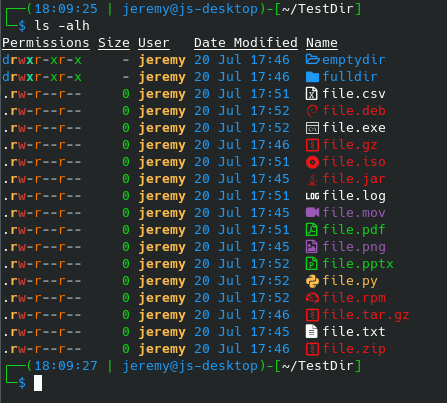 ┌──(18:09:25 | jeremy@js-desktop)-[~/TestDir]
└─$ ls -alh
Permissions Size User   Date Modified Name
drwxr-xr-x     - jeremy 20 Jul 17:46  emptydir
drwxr-xr-x     - jeremy 20 Jul 17:46  fulldir
.rw-r--r--     0 jeremy 20 Jul 17:51  file.csv
.rw-r--r--     0 jeremy 20 Jul 17:52  file.deb
.rw-r--r--     0 jeremy 20 Jul 17:52  file.exe
.rw-r--r--     0 jeremy 20 Jul 17:46  file.gz
.rw-r--r--     0 jeremy 20 Jul 17:51  file.iso
.rw-r--r--     0 jeremy 20 Jul 17:45  file.jar
.rw-r--r--     0 jeremy 20 Jul 17:51  LOG file.log
.rw-r--r--     0 jeremy 20 Jul 17:45  file.mov
.rw-r--r--     0 jeremy 20 Jul 17:51  file.pdf
.rw-r--r--     0 jeremy 20 Jul 17:45  file.png
.rw-r--r--     0 jeremy 20 Jul 17:52  file.pptx
.rw-r--r--     0 jeremy 20 Jul 17:52  file.py
.rw-r--r--     0 jeremy 20 Jul 17:52  file.rpm
.rw-r--r--     0 jeremy 20 Jul 17:46  file.tar.gz
.rw-r--r--     0 jeremy 20 Jul 17:45  file.txt
.rw-r--r--     0 jeremy 20 Jul 17:46  file.zip
┌──(18:09:27 | jeremy@js-desktop)-[~/TestDir]
└─$